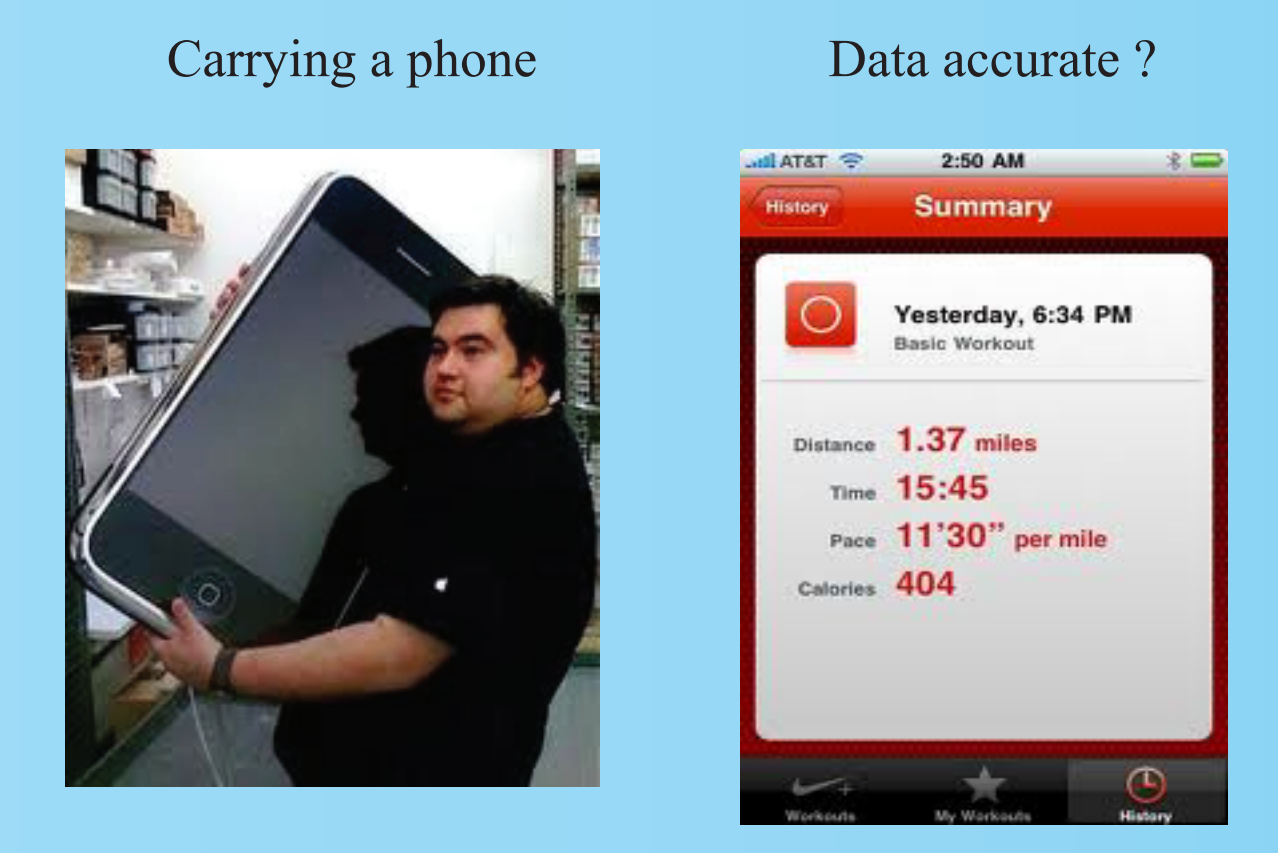 Carrying a phone
Data accurate ?
AT&T 2:50 AM
History Summary
Yesterday, 6:34 PM
Basic Workout
Distance 1.37 miles
Time 15:45
Pace 11’30” per mile
Calories 404
Workouts My Workouts History